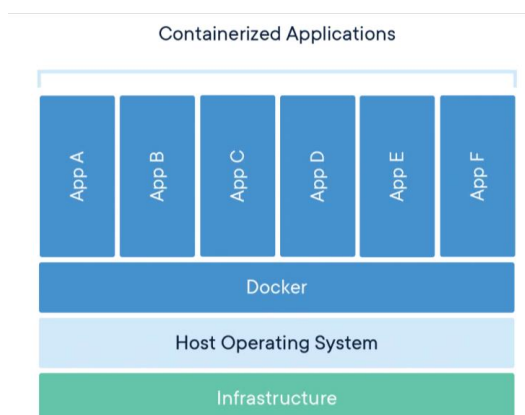 Containerized Applications
App A
App B
App C
App D
App E
App F
Docker
Host Operating System
Infrastructure